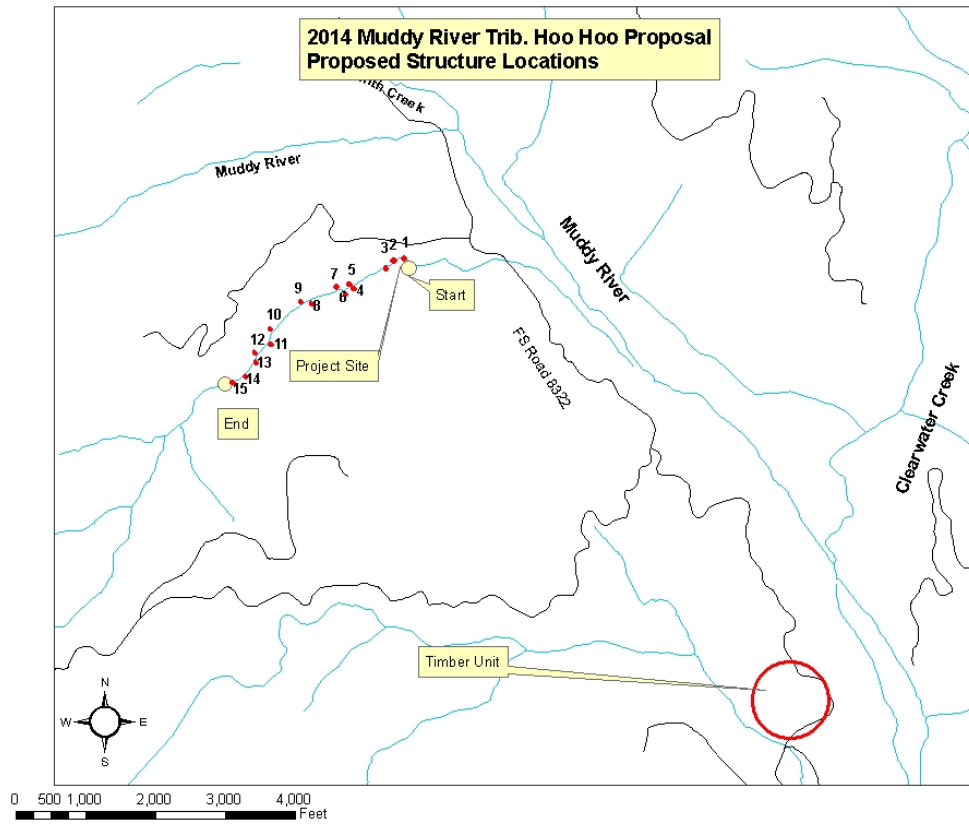 2014 Muddy River Trib. Hoo Hoo Proposal
Proposed Structure Locations
Creek
Muddy River
Muddy River
3 2 1
7 5
6 4
Start
9
8
10
11
Project Site
12
13
14
15
End
FS Road 8322
Clearwater Creek
Timber Unit
N
W E
S
0 500 1,000 2,000 3,000 4,000
Feet